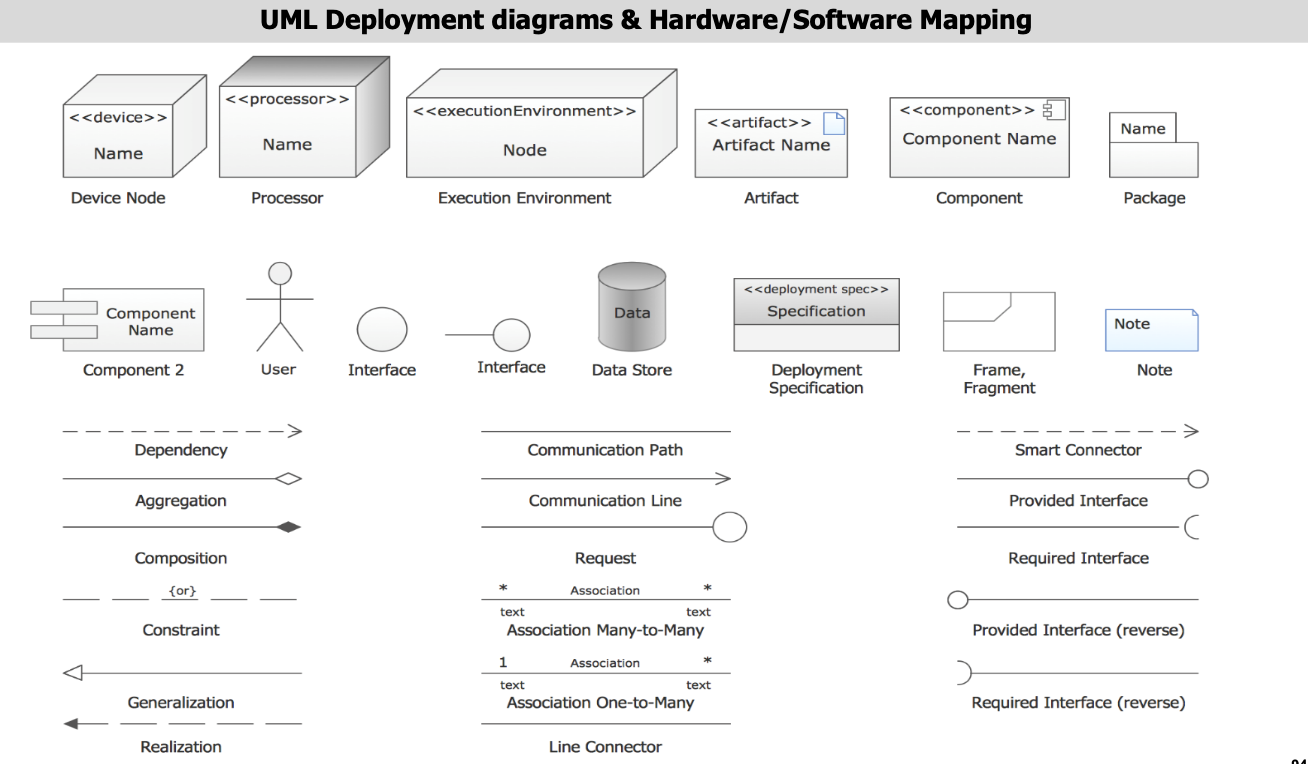 UML Deployment diagrams & Hardware/Software Mapping
<<device>>
Name
Device Node
<<processor>>
Name
Processor
<<executionEnvironment>>
Node
Execution Environment
<<artifact>>
Artifact Name
Artifact
<<component>>
Component Name
Component
Name
Package
Component
Name
Component 2
User
Interface
Interface
Data
Data Store
<<deployment spec>>
Specification
Deployment
Specification
Frame,
Fragment
Note
Note
Dependency
Communication Path
Smart Connector
Aggregation
Communication Line
Provided Interface
Composition
Request
Required Interface
{or}
Constraint
* Association *
text text
Association Many-to-Many
Provided Interface (reverse)
Generalization
1 Association *
text text
Association One-to-Many
Required Interface (reverse)
Realization
Line Connector